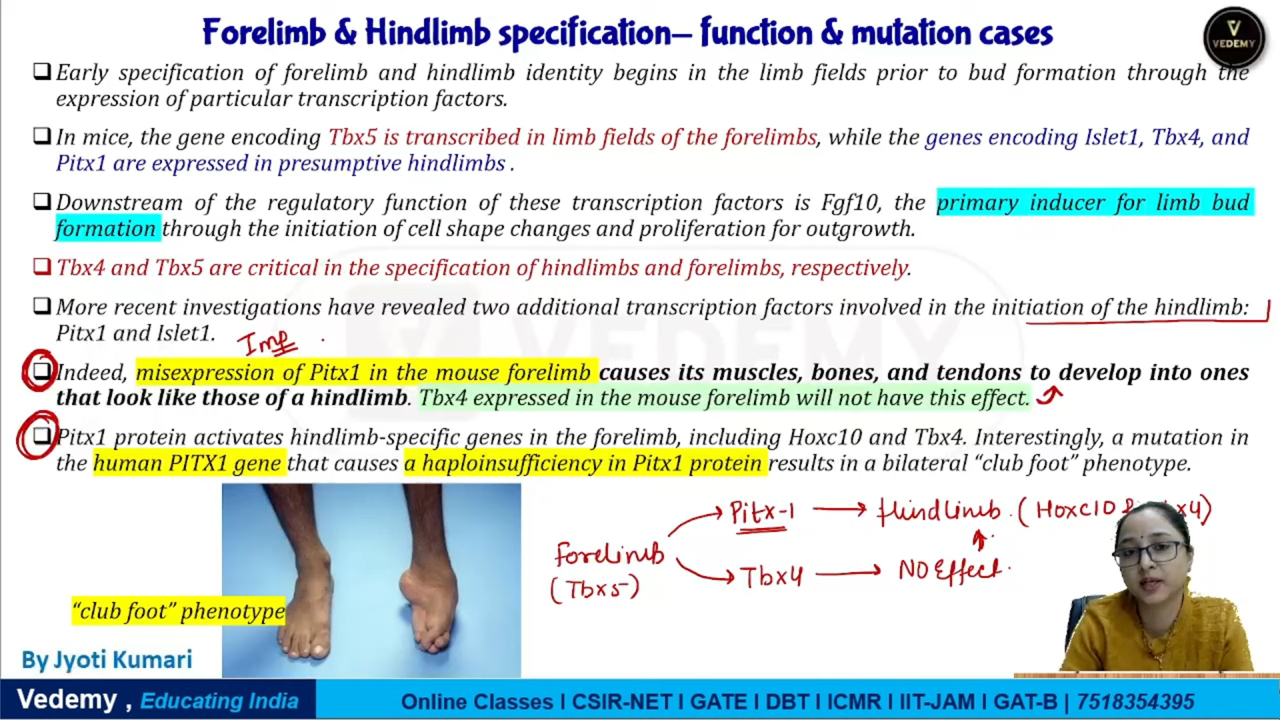 Forelimb & Hindlimb specification– function & mutation cases
VEDEMY
❑Early specification of forelimb and hindlimb identity begins in the limb fields prior to bud formation through the
expression of particular transcription factors.
❑In mice, the gene encoding Tbx5 is transcribed in limb fields of the forelimbs, while the genes encoding Islet1, Tbx4, and
Pitx1 are expressed in presumptive hindlimbs .
❑Downstream of the regulatory function of these transcription factors is Fgf10, the primary inducer for limb bud
formation through the initiation of cell shape changes and proliferation for outgrowth.
❑Tbx4 and Tbx5 are critical in the specification of hindlimbs and forelimbs, respectively.
VEDEMY
❑More recent investigations have revealed two additional transcription factors involved in the initiation of the hindlimb:
Pitx1 and Islet1.
Imp
❑Indeed, misexpression of Pitx1 in the mouse forelimb causes its muscles, bones, and tendons to develop into ones
that look like those of a hindlimb. Tbx4 expressed in the mouse forelimb will not have this effect.
❑Pitx1 protein activates hindlimb-specific genes in the forelimb, including Hoxc10 and Tbx4. Interestingly, a mutation in
the human PITX1 gene that causes a haploinsufficiency in Pitx1 protein results in a bilateral “club foot” phenotype.
Pitx-1 → Hindlimb. (Hoxc10
Forelimb
(Tbx5)
Tbx4 → NO Effect.
“club foot” phenotype
By Jyoti Kumari
Vedemy , Educating India
Online Classes I CSIR-NET I GATE I DBT I ICMR I IIT-JAM I GAT-B | 7518354395